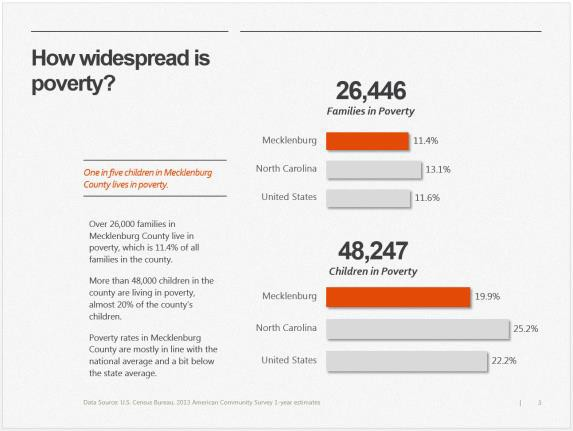 How widespread is
poverty?
One in five children in Mecklenburg
County lives in poverty.
Over 26,000 families in
Mecklenburg County live in
poverty, which is 11.4% of all
families in the county.
More than 48,000 children in the
county are living in poverty,
almost 20% of the county's
children.
Poverty rates in Mecklenburg
County are mostly in line with the
national average and a bit below
the state average.
26,446
Families in Poverty
Mecklenburg 11.4%
North Carolina 13.1%
United States 11.6%
48,247
Children in Poverty
Mecklenburg 19.9%
North Carolina 25.2%
United States 22.2%
Data Source: U.S. Census Bureau, 2013 American Community Survey 1-year estimates
| 3